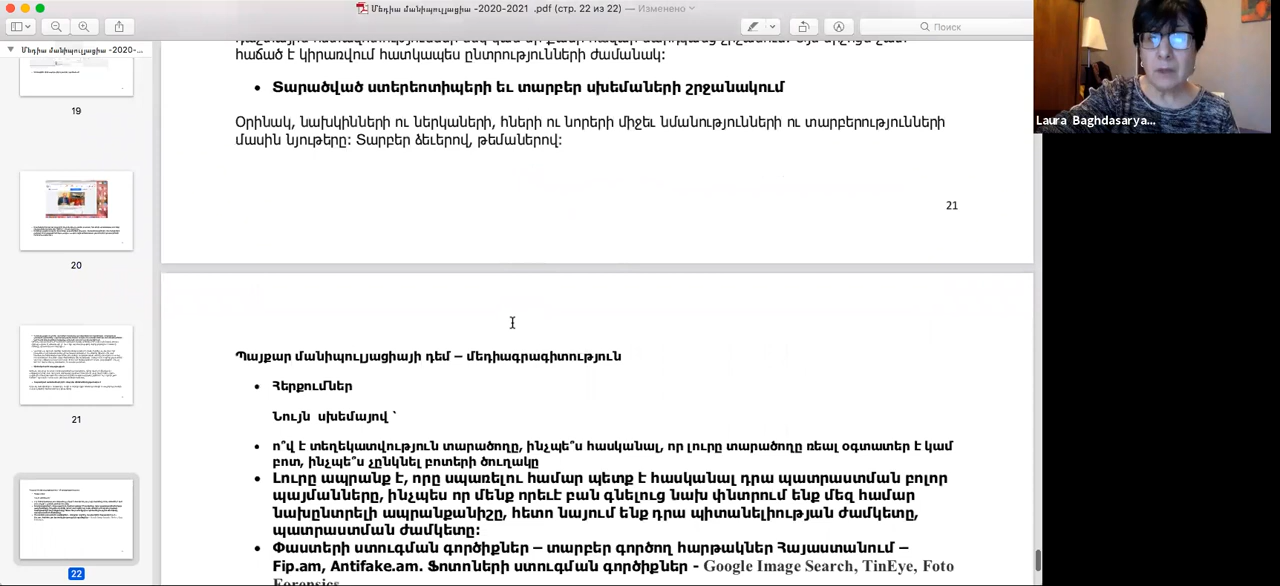 Մեդիա մանիպուլյացիա -2020-2021 .pdf (стр. 22 из 22) — Изменено
Поиск
Մեդիա մանիպուլյացիա -2020-...
19
20
21
22
հաճած է կիրառվում հատկապես ընտրությունների ժամանակ:
• Տարածված ստերեոտիպերի եւ տարբեր սխեմաների շրջանակում
Օրինակ, նախկինների ու ներկաների, հների ու նորերի միջեւ նմանությունների ու տարբերությունների
մասին նյութերը: Տարբեր ձեւերով, թեմաներով:
21
Պայքար մանիպուլյացիայի դեմ – մեդիագրագիտություն
• Հերքումներ
Նույն սխեմայով `
• ո՞վ է տեղեկատվություն տարածողը, ինչպե՞ս հասկանալ, որ լուրը տարածողը ռեալ օգտատեր է կամ
բոտ, ինչպե՞ս չընկնել բոտերի ծուղակը
• Լուրը ապրանք է, որը սպառելու համար պետք է հասկանալ դրա պատրաստման բոլոր
պայմանները, ինչպես որ մենք որեւէ բան գնելուց նախ փնտրում ենք մեզ համար
նախընտրելի ապրանքանիշը, հետո նայում ենք դրա պիտանելիության ժամկետը,
պատրաստման ժամկետը:
• Փաստերի ստուգման գործիքներ – տարբեր գործող հարթակներ Հայաստանում –
Fip.am, Antifake.am. Ֆոտոների ստուգման գործիքներ - Google Image Search, TinEye, Foto
Forensics
Laura Baghdasarya...